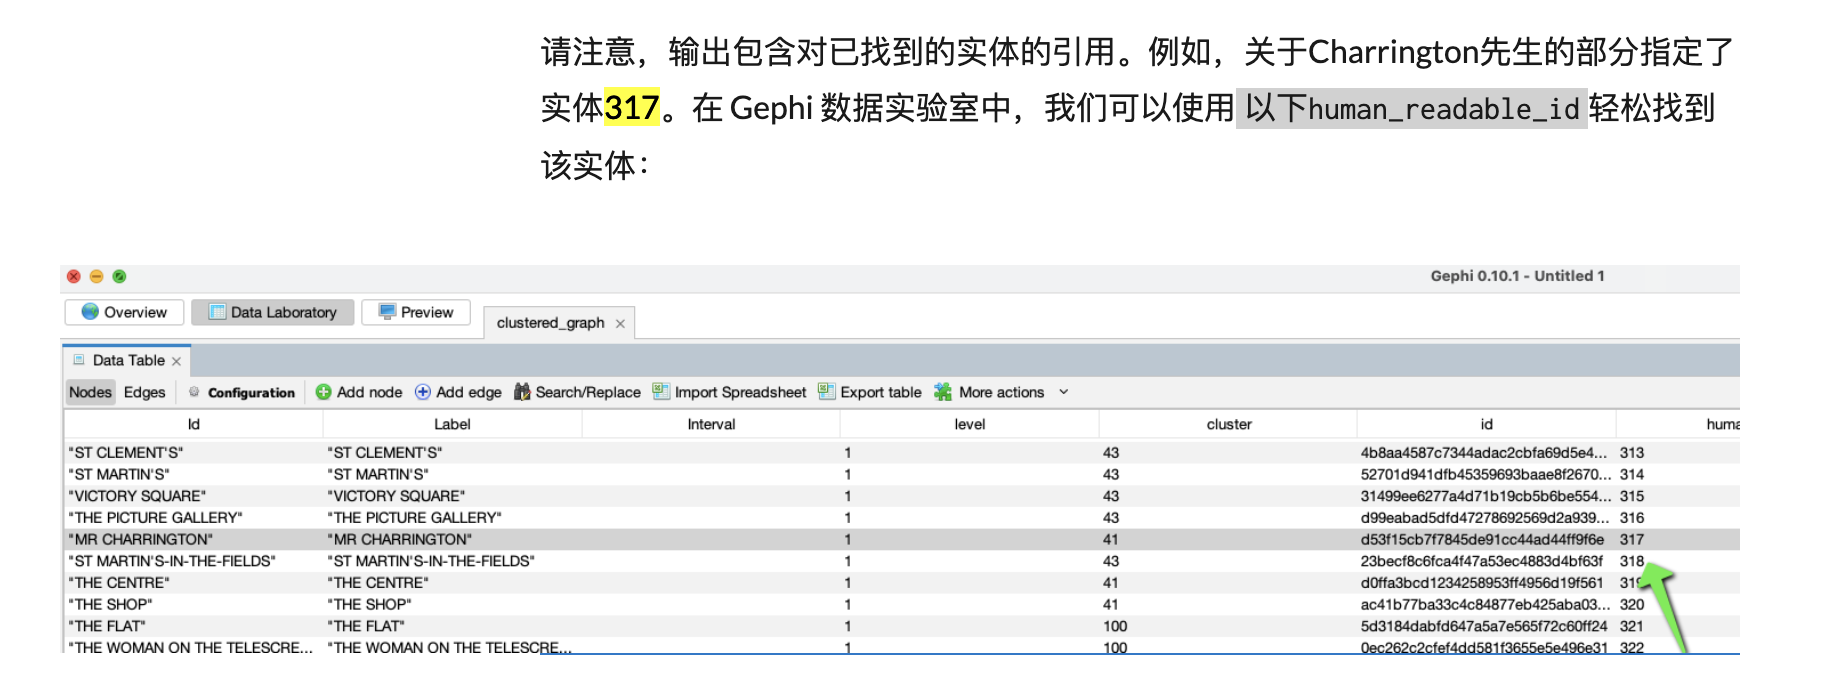 请注意，输出包含对已找到的实体的引用。例如，关于Charrington先生的部分指定了
实体317。在 Gephi 数据实验室中，我们可以使用 以下human_readable_id 轻松找到
该实体：
Gephi 0.10.1 - Untitled 1
Overview Data Laboratory Preview clustered_graph ×
Data Table ×
Nodes Edges Configuration Add node Add edge Search/Replace Import Spreadsheet Export table More actions
Id Label Interval level cluster id huma
"ST CLEMENT'S" "ST CLEMENT'S" 1 43 4b8aa4587c7344adac2cbfa69d5e4... 313
"ST MARTIN'S" "ST MARTIN'S" 1 43 52701d941dfb45359693baae8f2670... 314
"VICTORY SQUARE" "VICTORY SQUARE" 1 43 31499ee6277a4d71b19cb5b6be554... 315
"THE PICTURE GALLERY" "THE PICTURE GALLERY" 1 43 d99eabad5dfd47278692569d2a939... 316
"MR CHARRINGTON" "MR CHARRINGTON" 1 41 d53f15cb7f7845de91cc44ad44ff9f6e 317
"ST MARTIN'S-IN-THE-FIELDS" "ST MARTIN'S-IN-THE-FIELDS" 1 43 23becf8c6fca4f47a53ec4883d4bf63f 318
"THE CENTRE" "THE CENTRE" 1 41 d0ffa3bcd1234258953ff4956d19f561 319
"THE SHOP" "THE SHOP" 1 41 ac41b77ba33c4c84877eb425aba03... 320
"THE FLAT" "THE FLAT" 1 100 5d3184dabfd647a5a7e565f72c60ff24 321
"THE WOMAN ON THE TELESCRE... "THE WOMAN ON THE TELESCRE... 1 100 0ec262c2cfef4dd581f3655e5e496e31 322